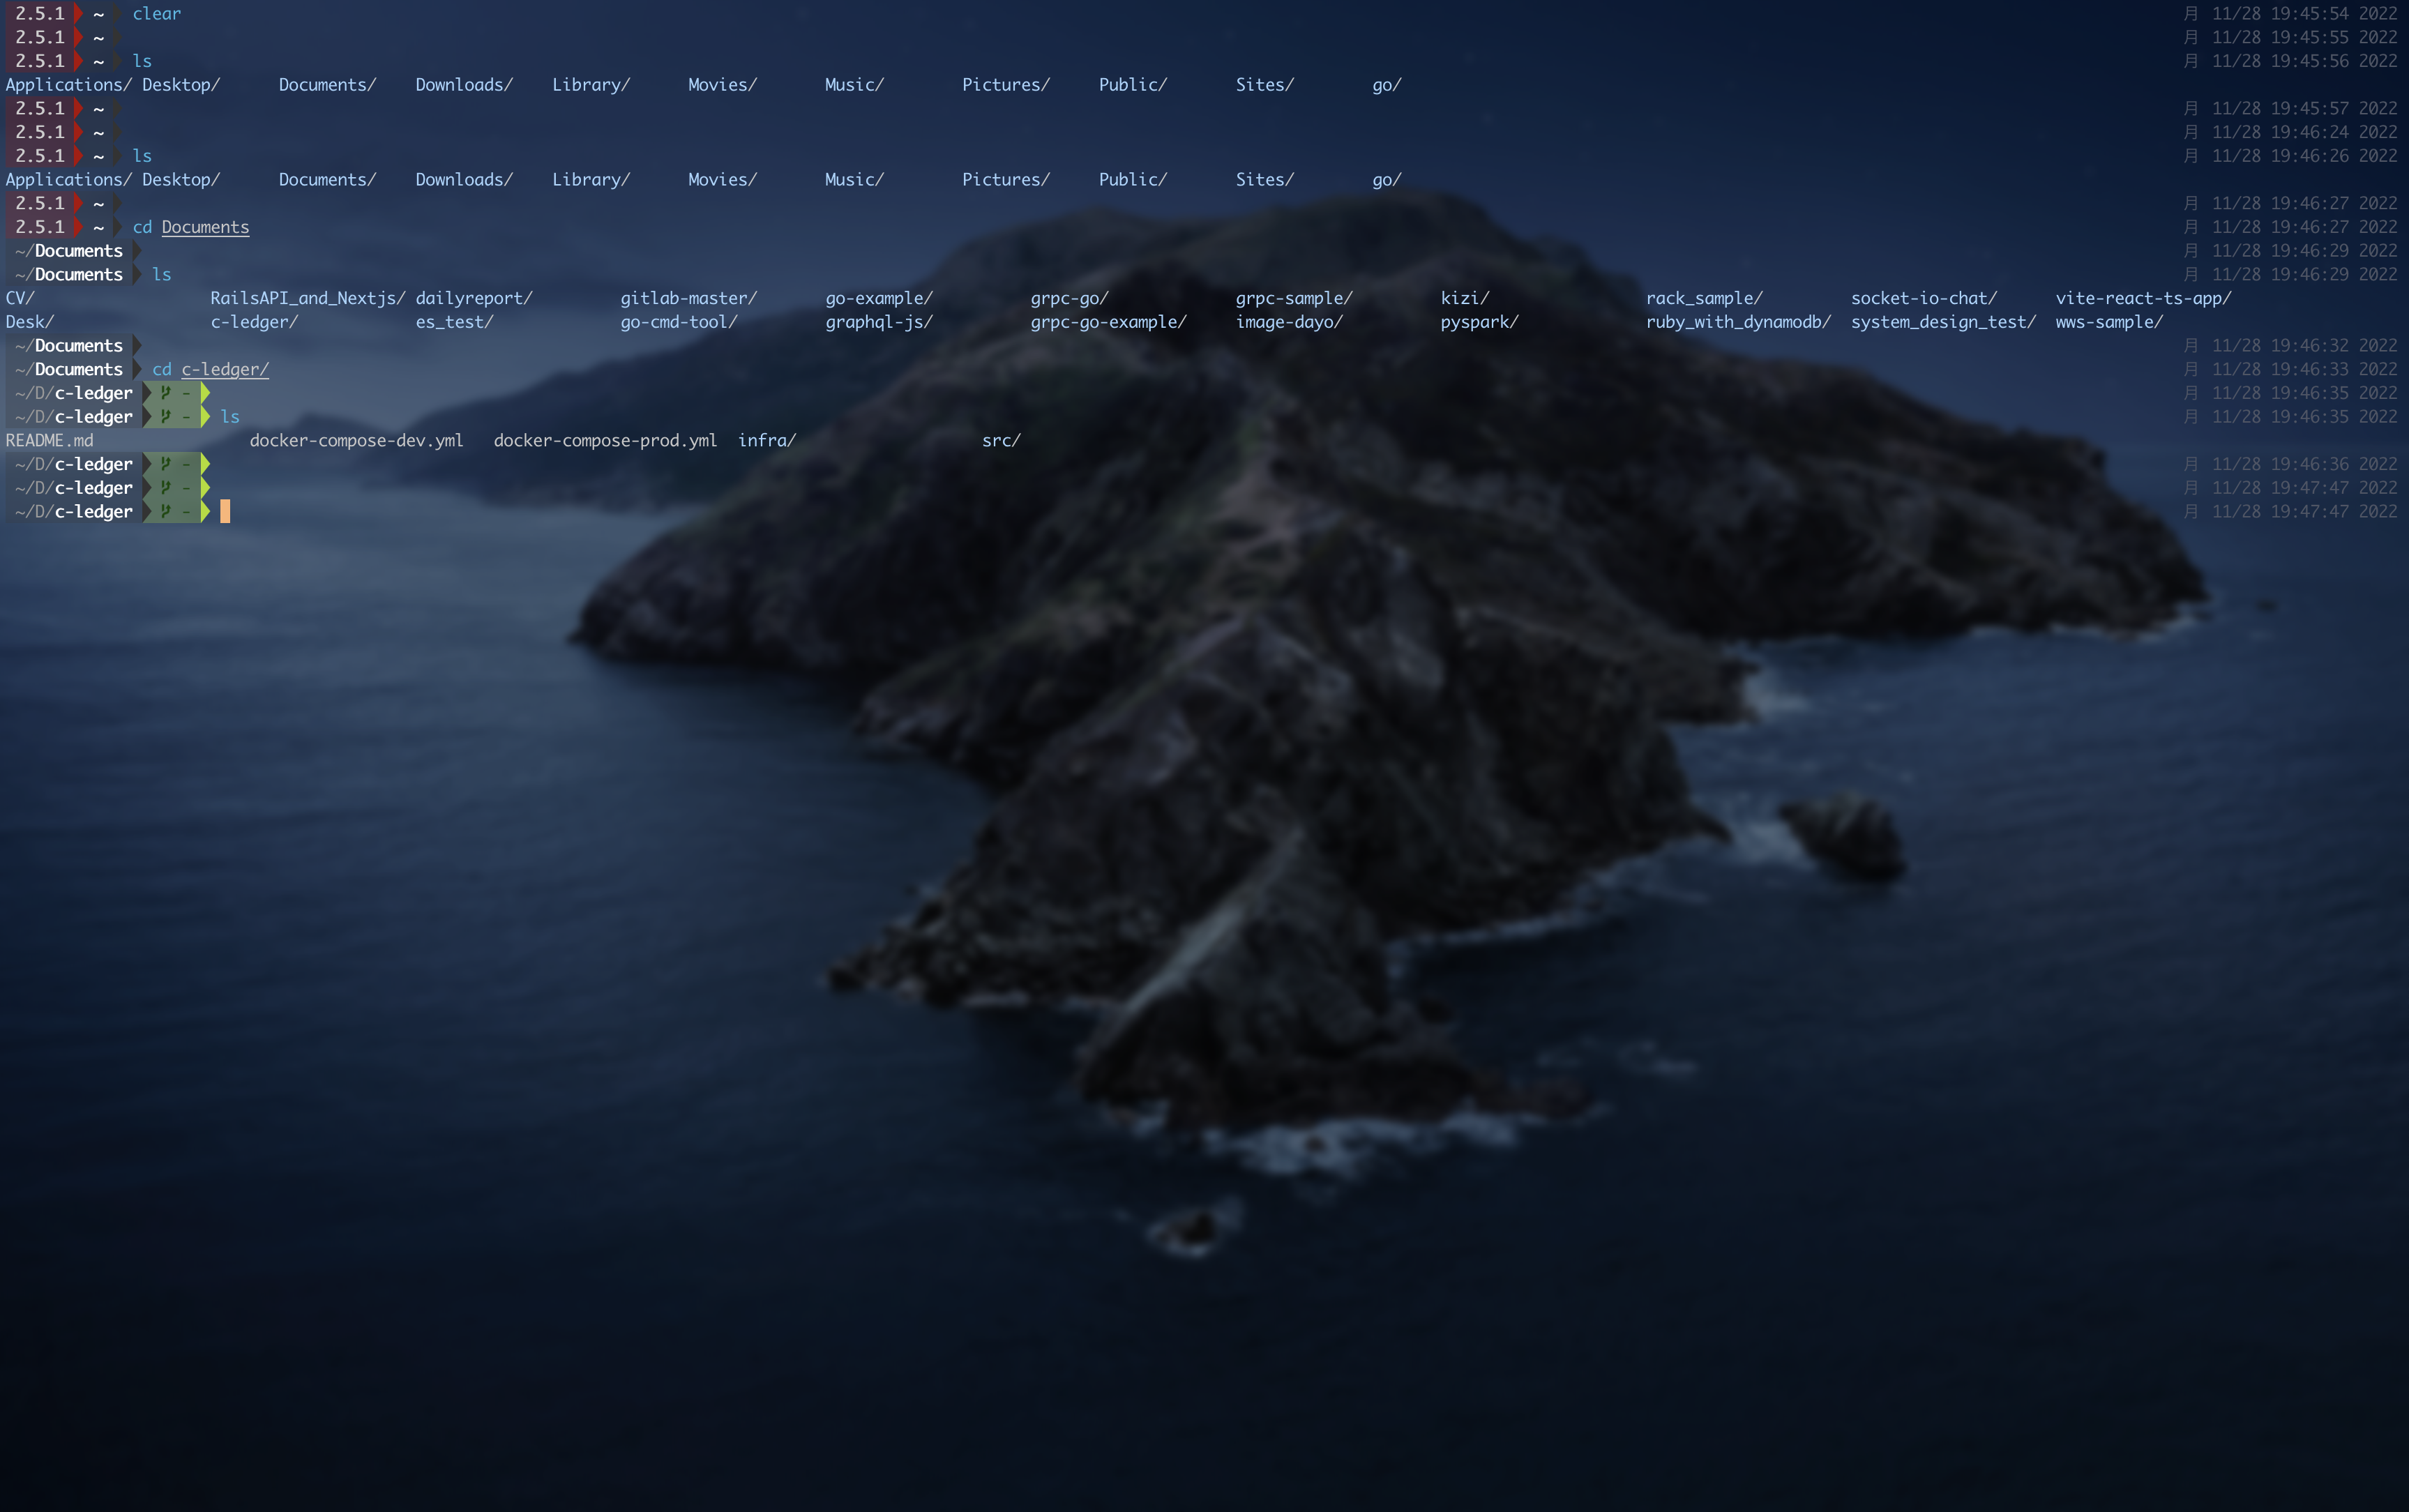 2.5.1 ~ clear 月 11/28 19:45:54 2022
2.5.1 ~ 月 11/28 19:45:55 2022
2.5.1 ~ ls 月 11/28 19:45:56 2022
Applications/ Desktop/ Documents/ Downloads/ Library/ Movies/ Music/ Pictures/ Public/ Sites/ go/
2.5.1 ~ 月 11/28 19:45:57 2022
2.5.1 ~ 月 11/28 19:46:24 2022
2.5.1 ~ ls 月 11/28 19:46:26 2022
Applications/ Desktop/ Documents/ Downloads/ Library/ Movies/ Music/ Pictures/ Public/ Sites/ go/
2.5.1 ~ 月 11/28 19:46:27 2022
2.5.1 ~ cd Documents 月 11/28 19:46:27 2022
~/Documents 月 11/28 19:46:29 2022
~/Documents ls 月 11/28 19:46:29 2022
CV/ RailsAPI_and_Nextjs/ dailyreport/ gitlab-master/ go-example/ grpc-go/ grpc-sample/ kizi/ rack_sample/ socket-io-chat/ vite-react-ts-app/
Desk/ c-ledger/ es_test/ go-cmd-tool/ graphql-js/ grpc-go-example/ image-dayo/ pyspark/ ruby_with_dynamodb/ system_design_test/ wws-sample/
~/Documents 月 11/28 19:46:32 2022
~/Documents cd c-ledger/ 月 11/28 19:46:33 2022
~/D/c-ledger - 月 11/28 19:46:35 2022
~/D/c-ledger - ls 月 11/28 19:46:35 2022
README.md docker-compose-dev.yml docker-compose-prod.yml infra/ src/
~/D/c-ledger - 月 11/28 19:46:36 2022
~/D/c-ledger - 月 11/28 19:47:47 2022
~/D/c-ledger - 月 11/28 19:47:47 2022